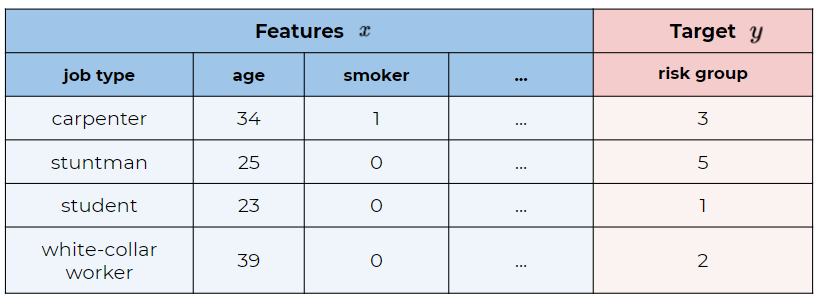 Features x Target y
job type age smoker ... risk group
carpenter 34 1 ... 3
stuntman 25 0 ... 5
student 23 0 ... 1
white-collar
worker 39 0 ... 2